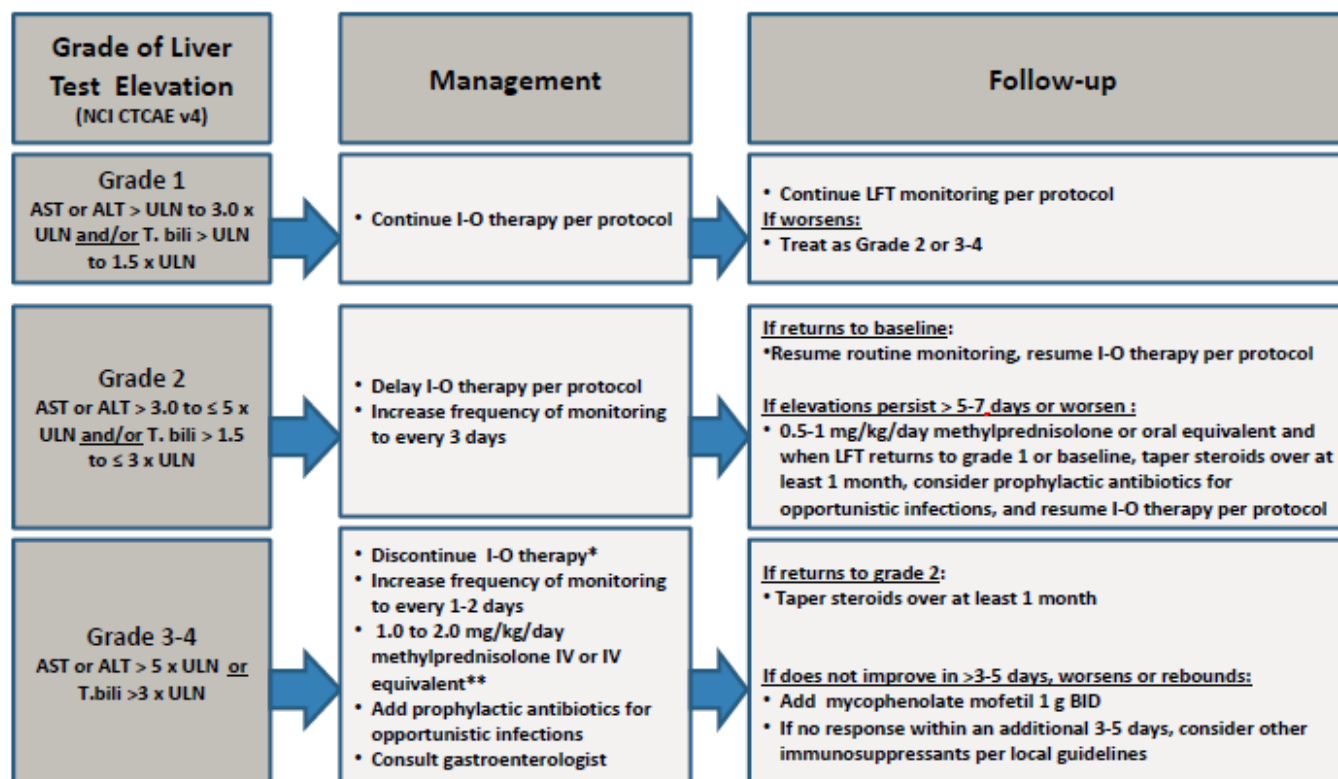 Grade of Liver
Test Elevation
(NCI CTCAE v4)
Management
Follow-up
Grade 1
AST or ALT > ULN to 3.0 x
ULN and/or T. bili > ULN
to 1.5 x ULN
• Continue I-O therapy per protocol
• Continue LFT monitoring per protocol
If worsens:
• Treat as Grade 2 or 3-4
Grade 2
AST or ALT > 3.0 to ≤ 5 x
ULN and/or T. bili > 1.5
to ≤ 3 x ULN
• Delay I-O therapy per protocol
• Increase frequency of monitoring
to every 3 days
If returns to baseline:
•Resume routine monitoring, resume I-O therapy per protocol
If elevations persist > 5-7 days or worsen :
• 0.5-1 mg/kg/day methylprednisolone or oral equivalent and
when LFT returns to grade 1 or baseline, taper steroids over at
least 1 month, consider prophylactic antibiotics for
opportunistic infections, and resume I-O therapy per protocol
Grade 3-4
AST or ALT > 5 x ULN or
T.bili >3 x ULN
• Discontinue I-O therapy*
• Increase frequency of monitoring
to every 1-2 days
• 1.0 to 2.0 mg/kg/day
methylprednisolone IV or IV
equivalent**
• Add prophylactic antibiotics for
opportunistic infections
• Consult gastroenterologist
If returns to grade 2:
• Taper steroids over at least 1 month
If does not improve in >3-5 days, worsens or rebounds:
• Add mycophenolate mofetil 1 g BID
• If no response within an additional 3-5 days, consider other
immunosuppressants per local guidelines